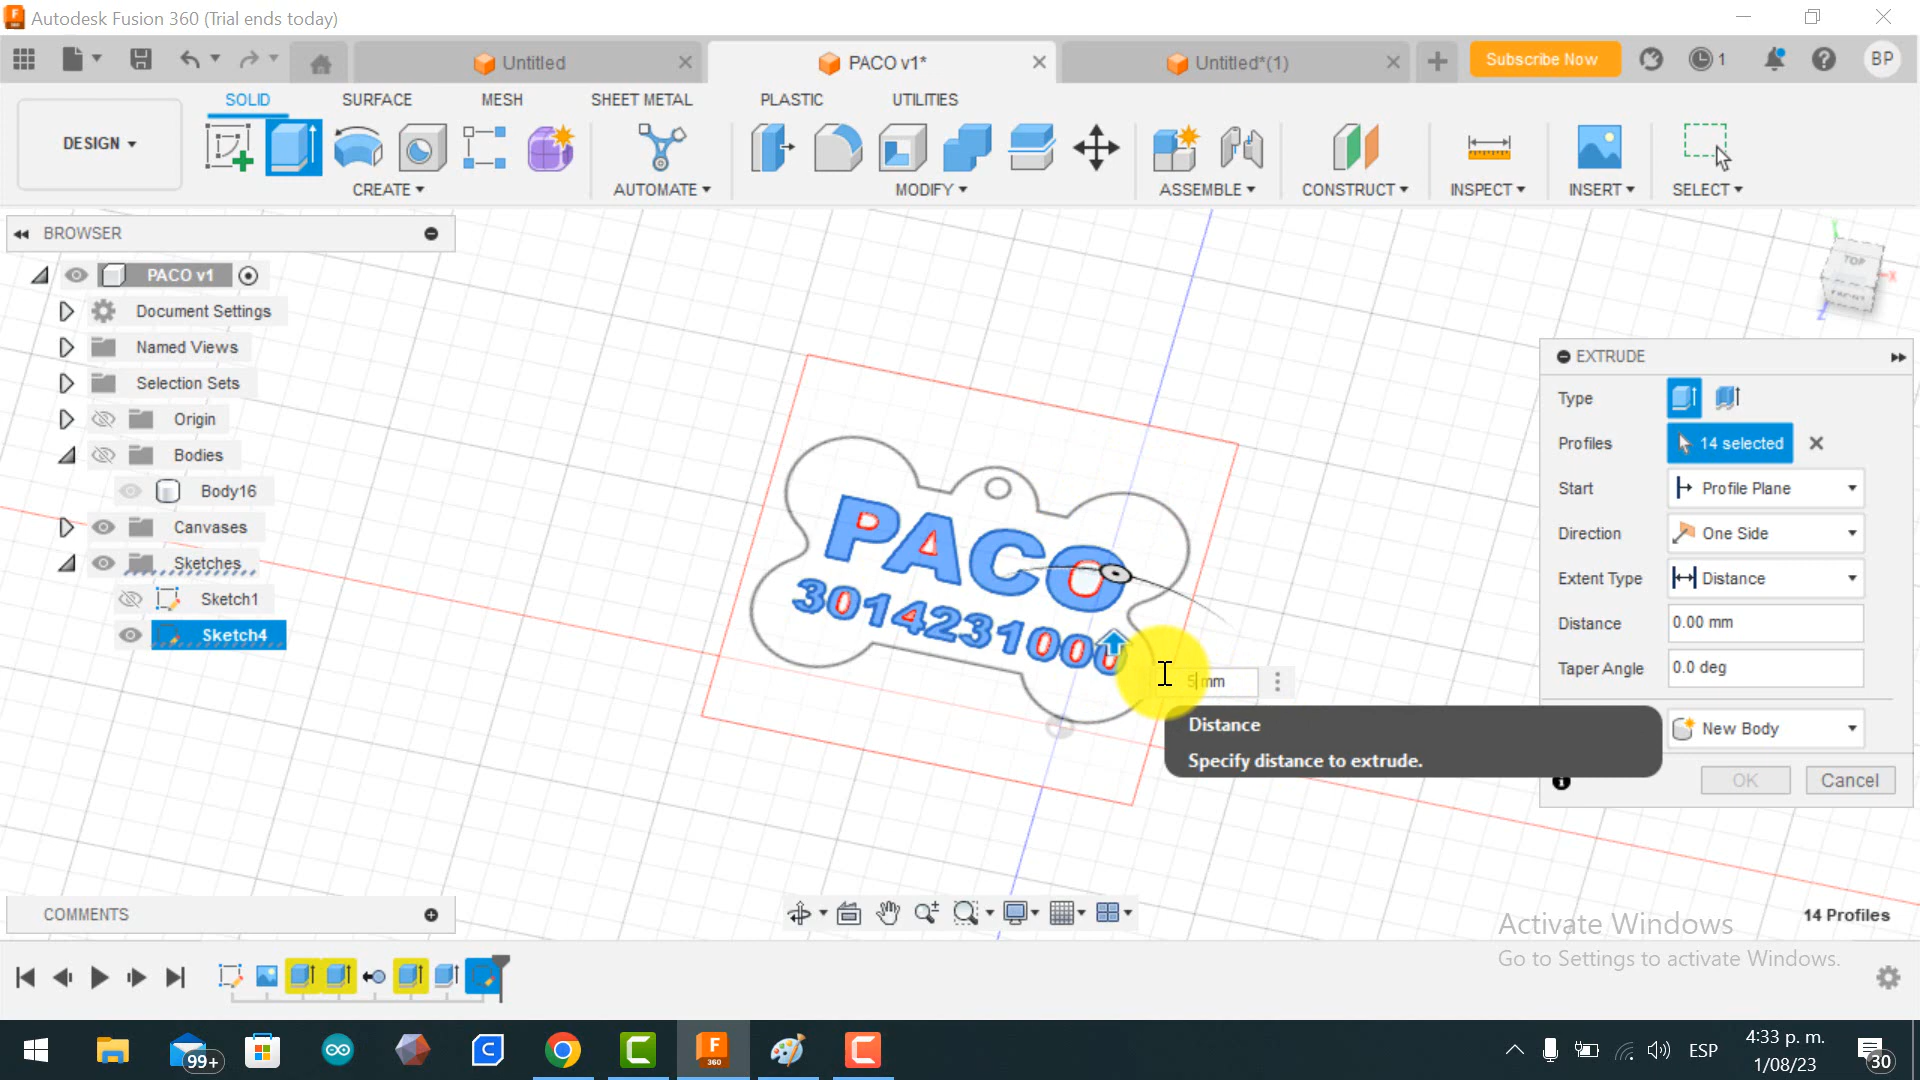 Autodesk Fusion 360 (Trial ends today)
Untitled
PACO v1*
Untitled*(1)
Subscribe Now
1
BP
SOLID
SURFACE
MESH
SHEET METAL
PLASTIC
UTILITIES
DESIGN
CREATE
AUTOMATE
MODIFY
ASSEMBLE
CONSTRUCT
INSPECT
INSERT
SELECT
BROWSER
PACO v1
Document Settings
Named Views
Selection Sets
Origin
Bodies
Body16
Canvases
Sketches
Sketch1
Sketch4
TOP
FRONT
X
Y
Z
PACO
3014231000
5 mm
Distance
Specify distance to extrude.
EXTRUDE
Type
Profiles
14 selected
Start
Profile Plane
Direction
One Side
Extent Type
Distance
Distance
0.00 mm
Taper Angle
0.0 deg
New Body
OK
Cancel
COMMENTS
14 Profiles
Activate Windows
Go to Settings to activate Windows.
99+
F
360
ESP
4:33 p. m.
1/08/23
30